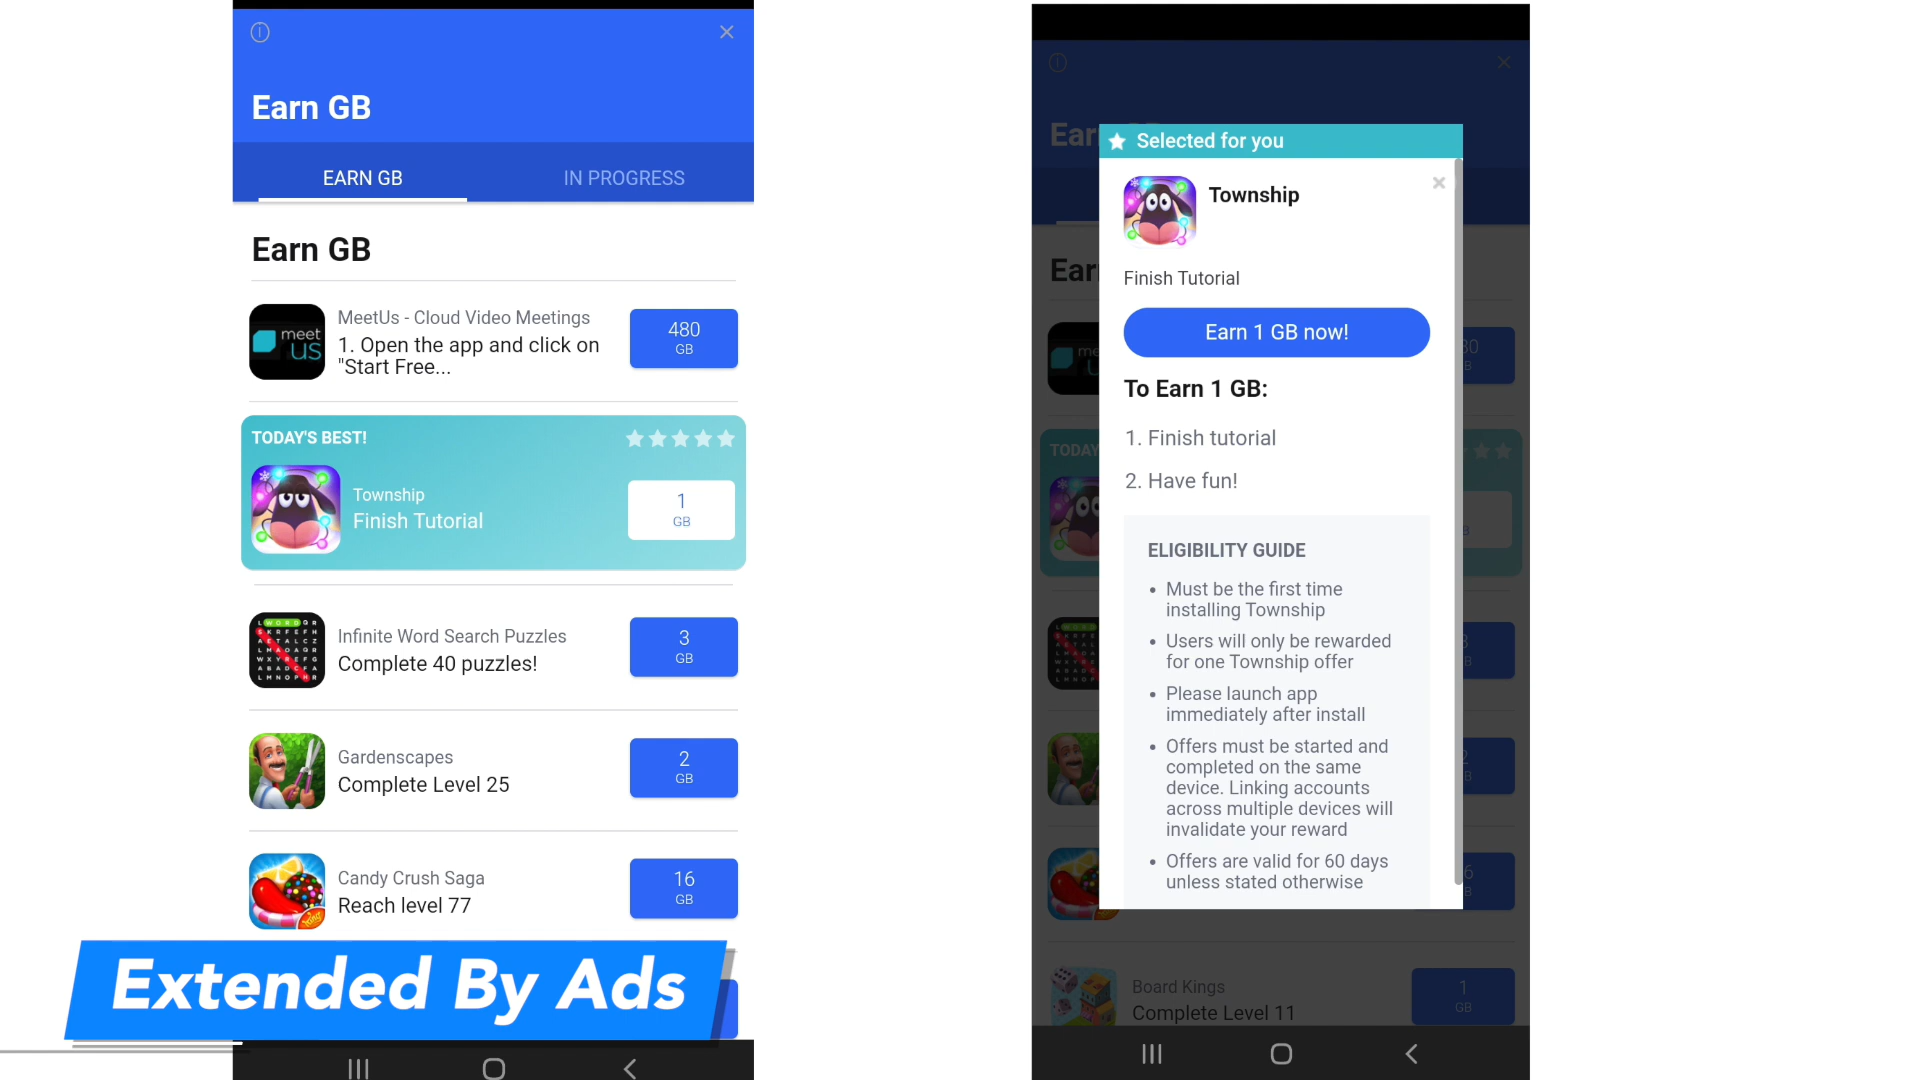 Earn GB
EARN GB
IN PROGRESS
Earn GB
meet
us
MeetUs - Cloud Video Meetings
1. Open the app and click on
"Start Free...
480
GB
TODAY'S BEST!
Township
Finish Tutorial
1
GB
WORD
Infinite Word Search Puzzles
Complete 40 puzzles!
3
GB
Gardenscapes
Complete Level 25
2
GB
King
Candy Crush Saga
Reach level 77
16
GB
Extended By Ads
Selected for you
Township
Finish Tutorial
Earn 1 GB now!
To Earn 1 GB:
1. Finish tutorial
2. Have fun!
ELIGIBILITY GUIDE
• Must be the first time
installing Township
• Users will only be rewarded
for one Township offer
• Please launch app
immediately after install
• Offers must be started and
completed on the same
device. Linking accounts
across multiple devices will
invalidate your reward
• Offers are valid for 60 days
unless stated otherwise
Board Kings
Complete Level 11
1
GB